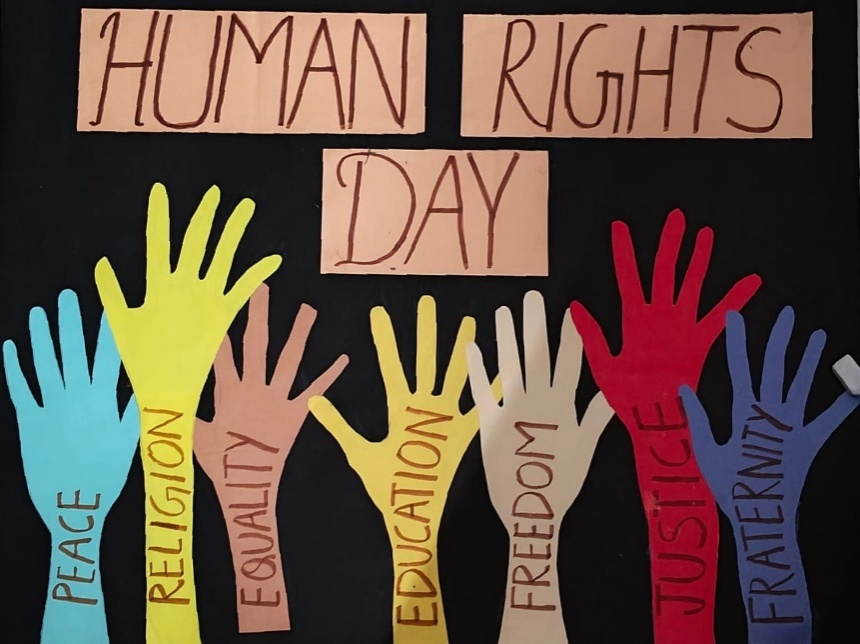 HUMAN RIGHTS
DAY
PEACE
RELIGION
EQUALITY
EDUCATION
FREEDOM
JUSTICE
FRATERNITY